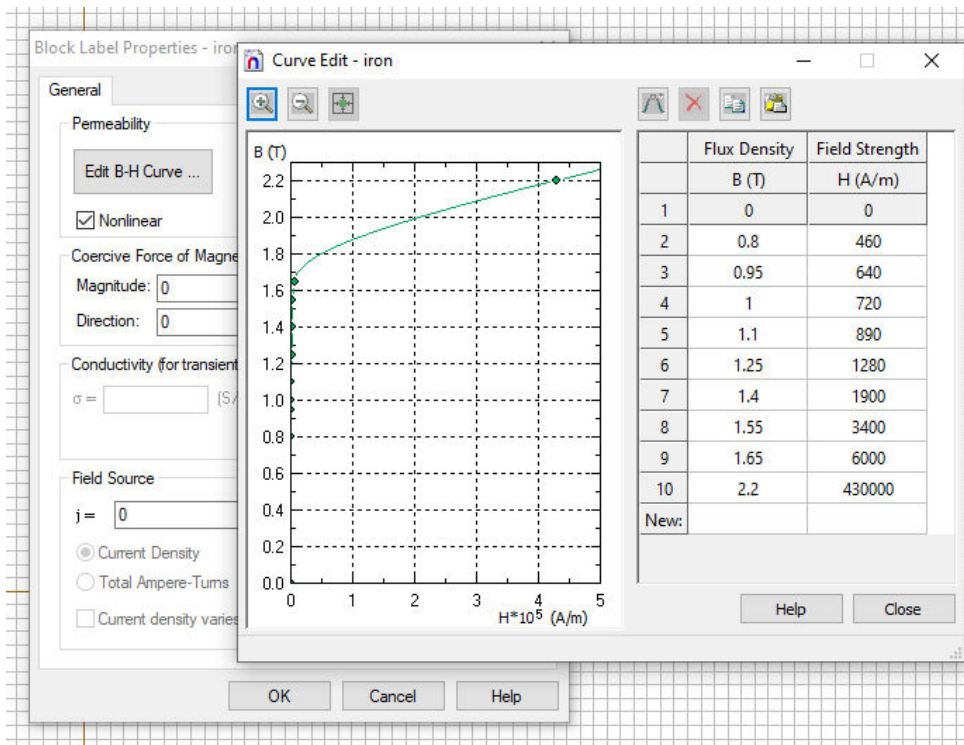 Block Label Properties - iron
General
Permeability
Edit B-H Curve ...
Nonlinear
Coercive Force of Magne
Magnitude: 0
Direction: 0
Conductivity (for transient
σ = (S/
Field Source
j = 0
Current Density
Total Ampere-Turns
Current density varies
OK Cancel Help
Curve Edit - iron
B (T)
2.2
2.0
1.8
1.6
1.4
1.2
1.0
0.8
0.6
0.4
0.2
0.0
0 1 2 3 4 5
H*10⁵ (A/m)
Flux Density Field Strength
B (T) H (A/m)
1 0 0
2 0.8 460
3 0.95 640
4 1 720
5 1.1 890
6 1.25 1280
7 1.4 1900
8 1.55 3400
9 1.65 6000
10 2.2 430000
New:
Help Close